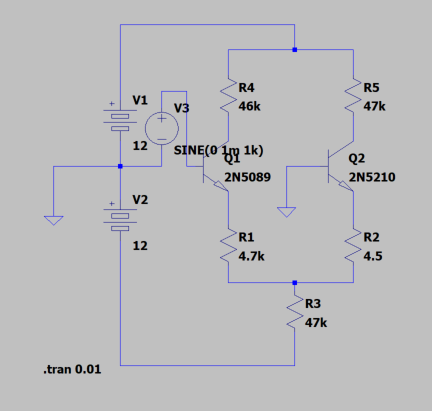 R4
46k
R5
47k
V1
12
V3
SINE(0 1m 1k)
Q1
2N5089
Q2
2N5210
V2
12
R1
4.7k
R2
4.5
R3
47k
.tran 0.01